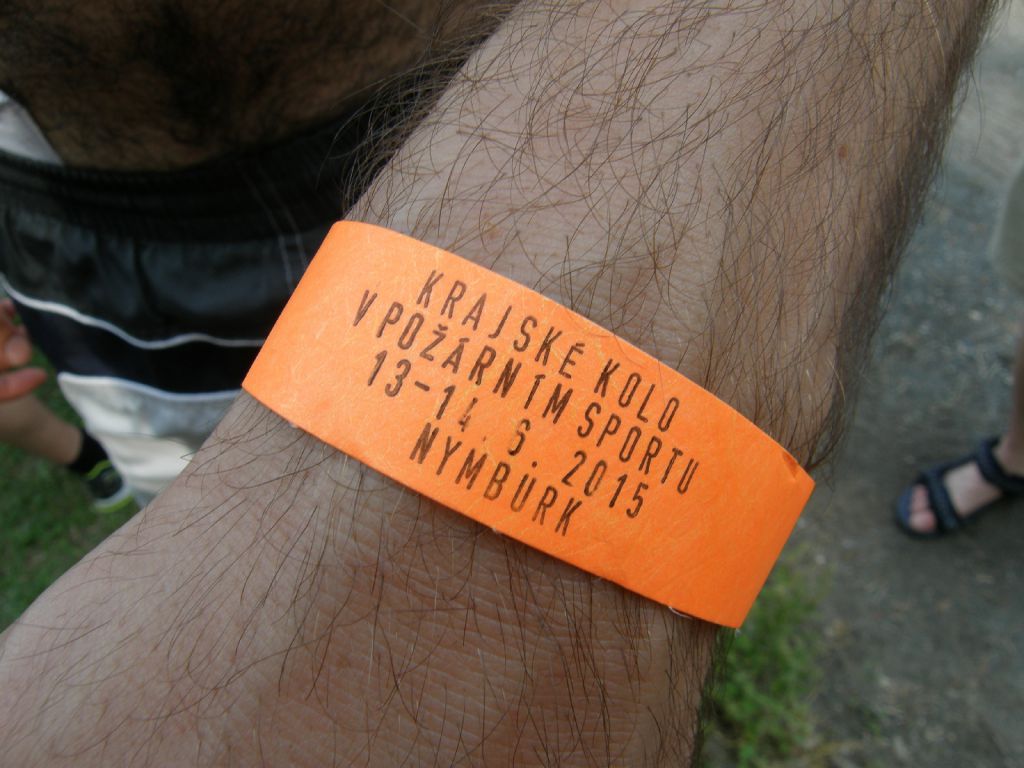 KRAJSKÉ KOLO
V POŽÁRNÍM SPORTU
13-14.6.2015
NYMBURK